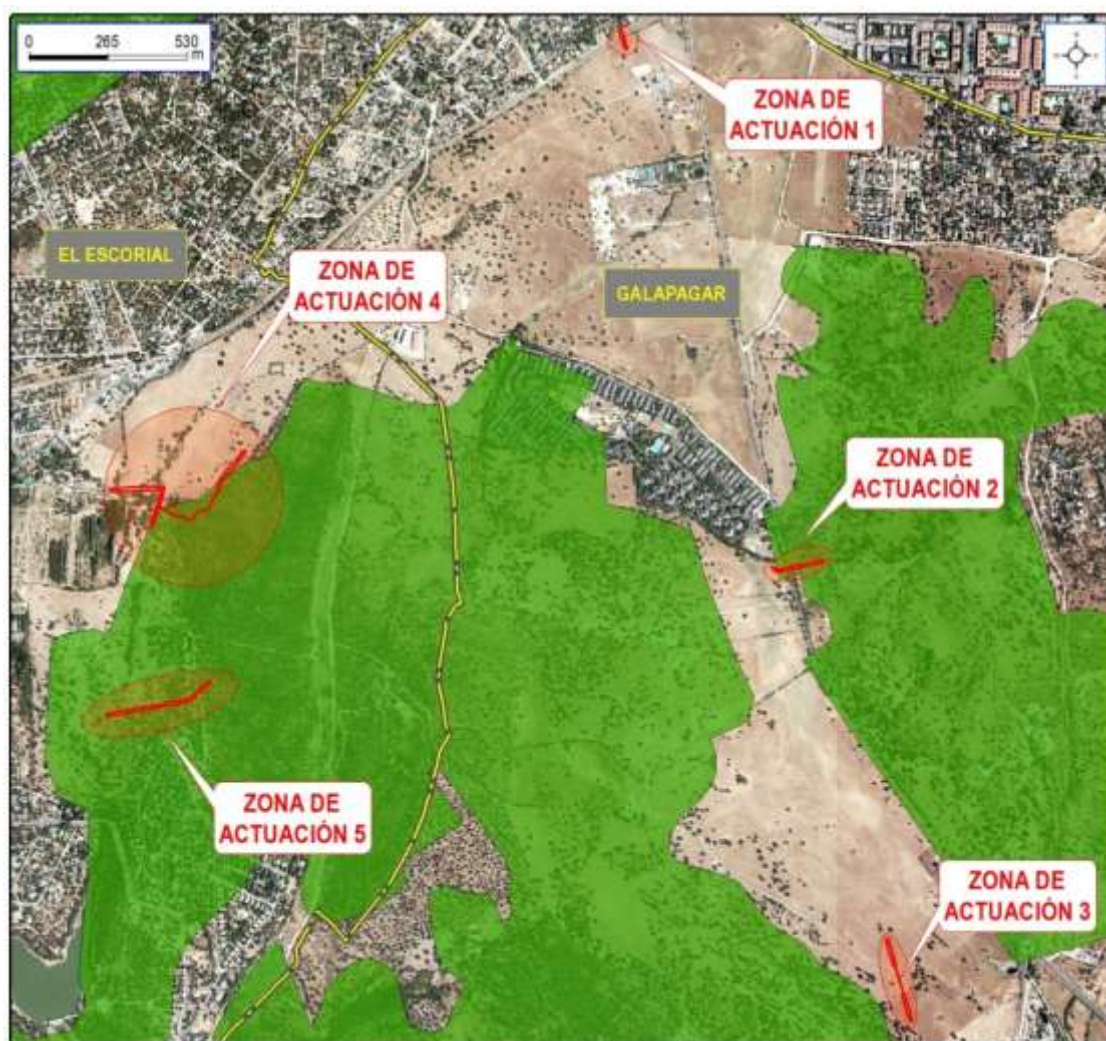 0 265 530
m
ZONA DE
ACTUACIÓN 1
EL ESCORIAL
ZONA DE
ACTUACIÓN 4
GALAPAGAR
ZONA DE
ACTUACIÓN 2
ZONA DE
ACTUACIÓN 5
ZONA DE
ACTUACIÓN 3